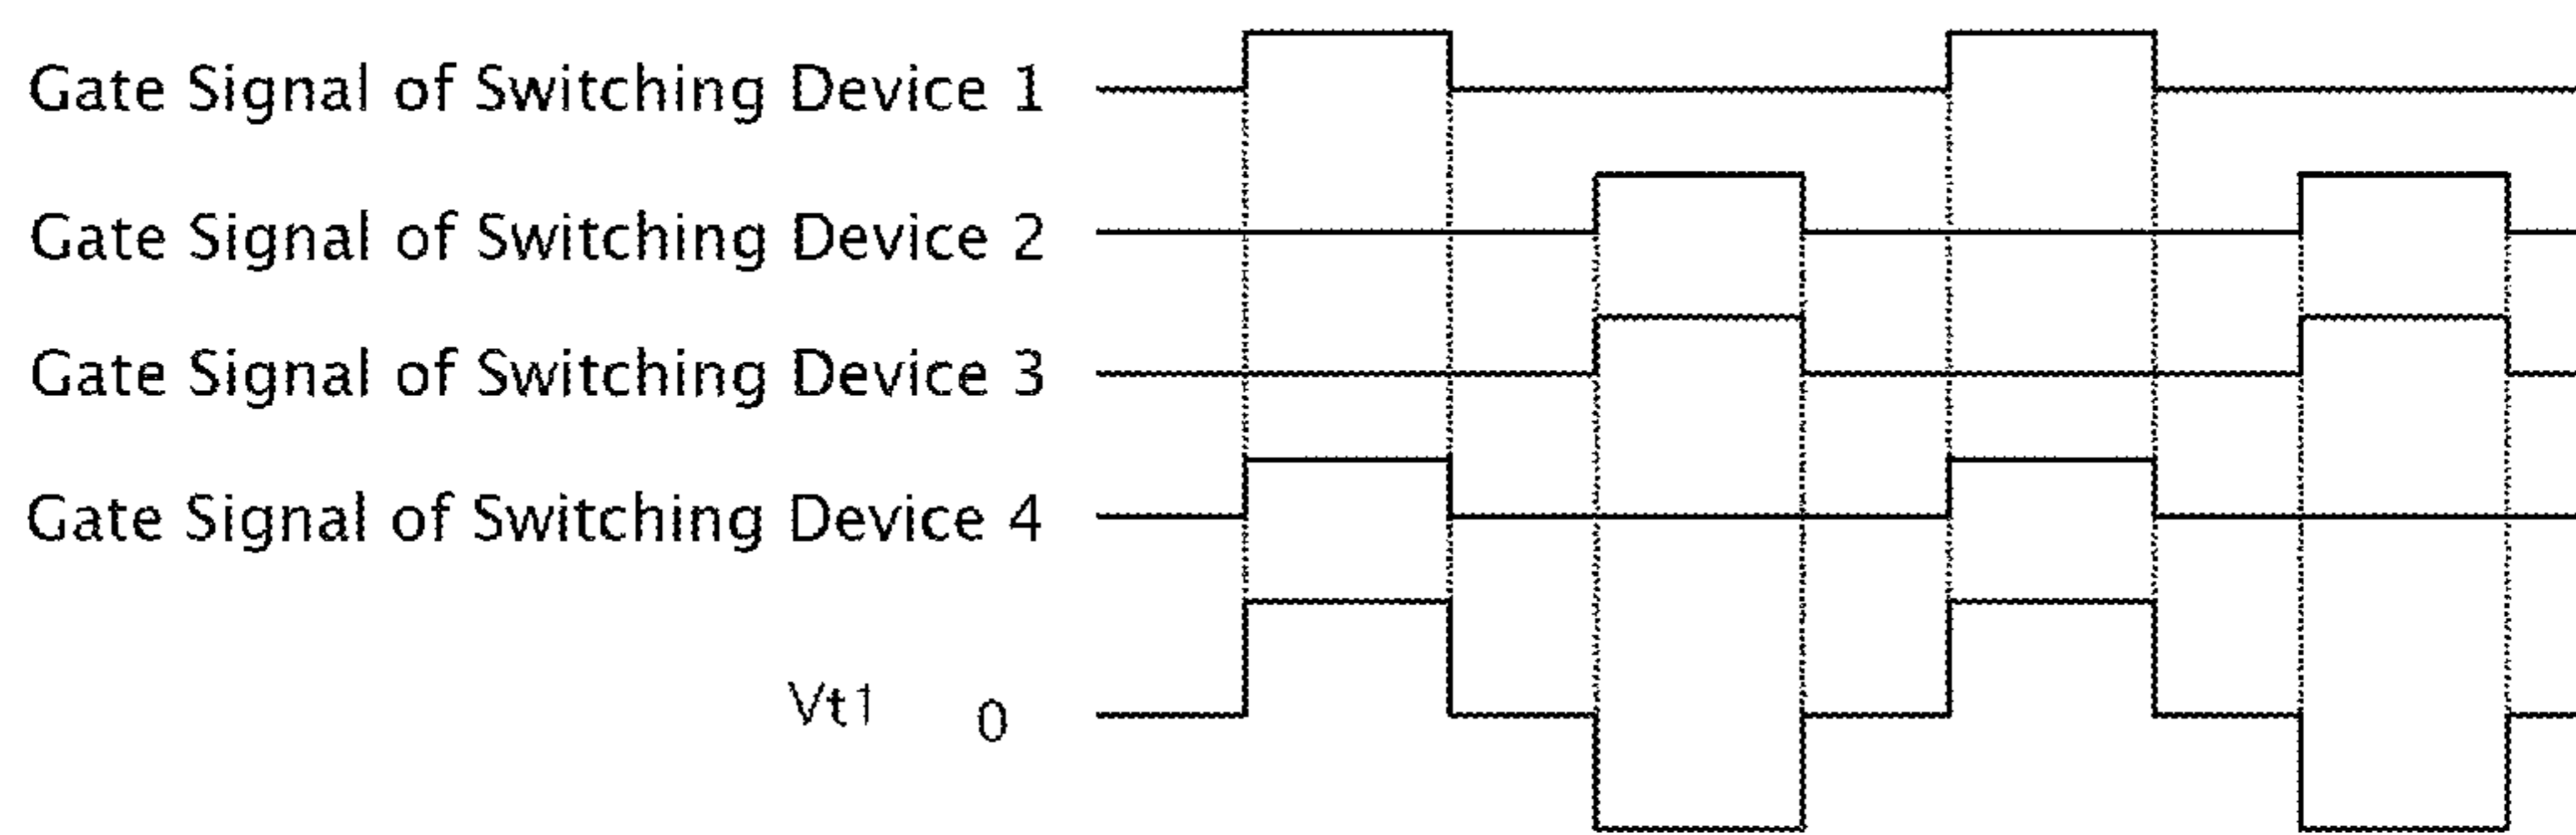 Gate Signal of Switching Device 1
Gate Signal of Switching Device 2
Gate Signal of Switching Device 3
Gate Signal of Switching Device 4
Vt1 0